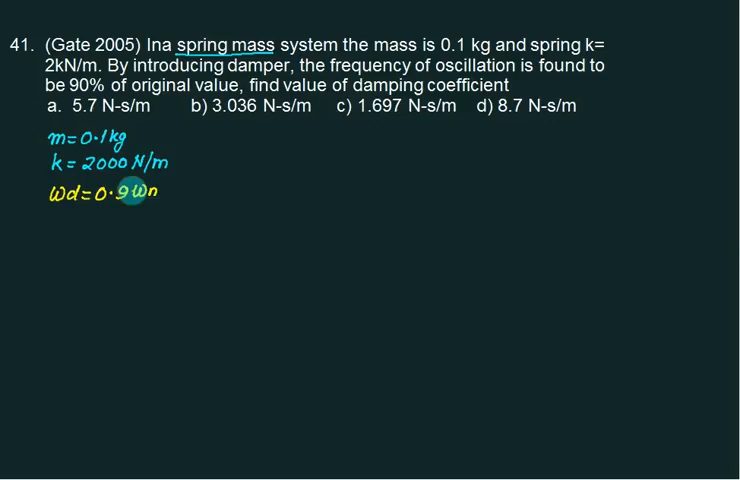 41. (Gate 2005) Ina spring mass system the mass is 0.1 kg and spring k=
2kN/m. By introducing damper, the frequency of oscillation is found to
be 90% of original value, find value of damping coefficient
a. 5.7 N-s/m b) 3.036 N-s/m c) 1.697 N-s/m d) 8.7 N-s/m
m=0.1kg
k=2000 N/m
ωd=0.9ωn